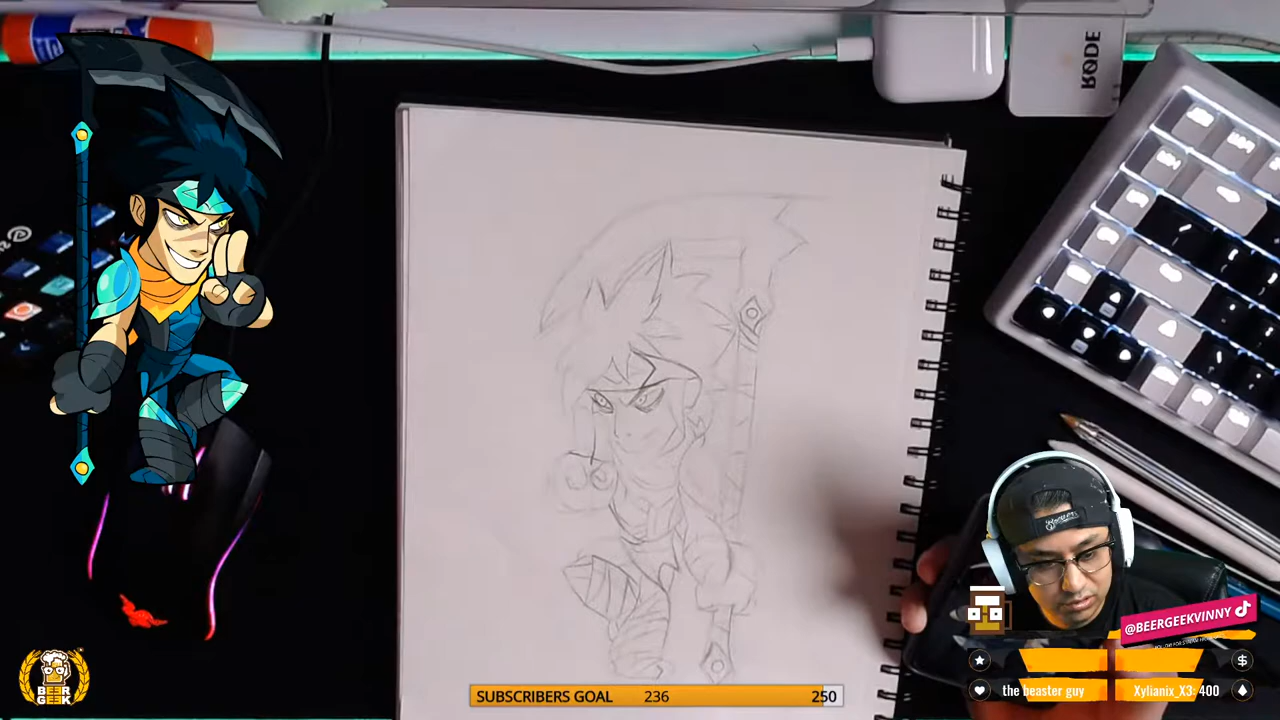 RØDE
@BEERGEEKVINNY
BEER
GEEK
SUBSCRIBERS GOAL 236 250
the beaster guy
Xylianix_X3: 400